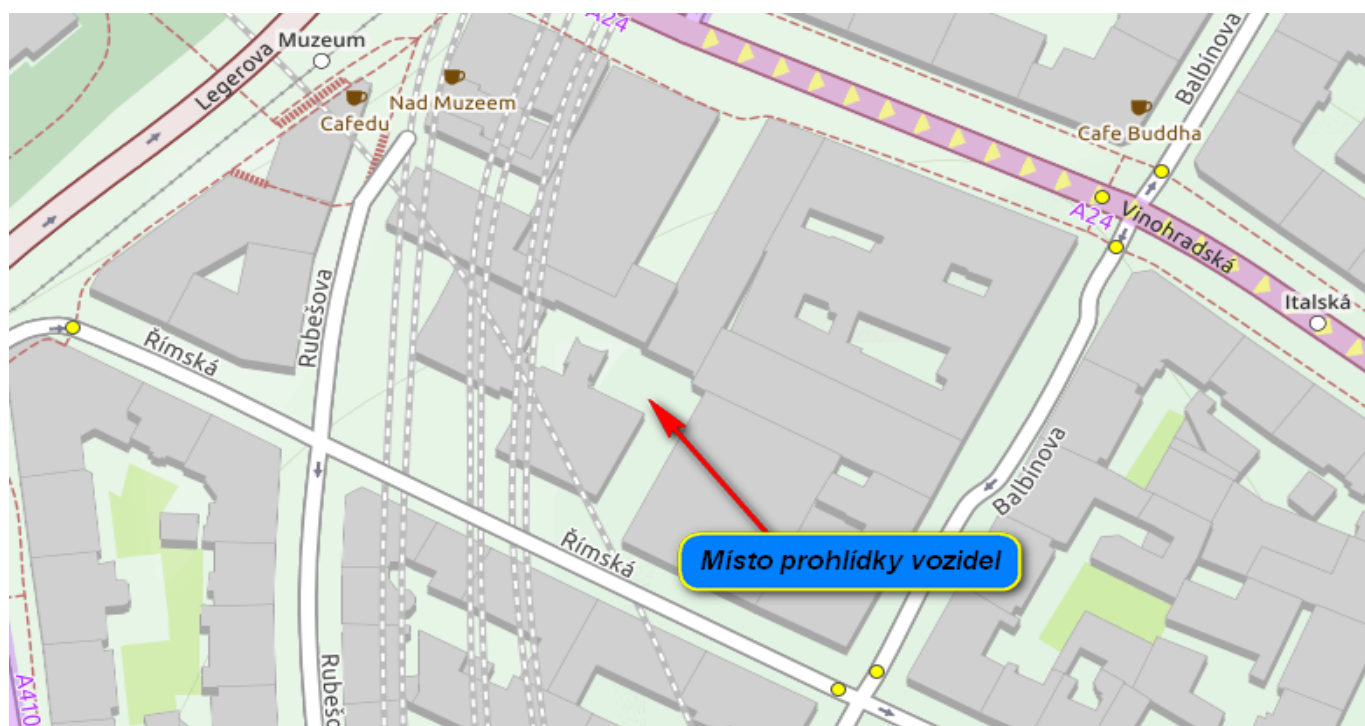 A24
Muzeum
Legerova
Nad Muzeem
Cafedu
Balbínova
Cafe Buddha
A24
Vinohradská
Italská
Rubešova
Římská
Balbínova
Římská
Místo prohlídky vozidel
Rubešo
A410